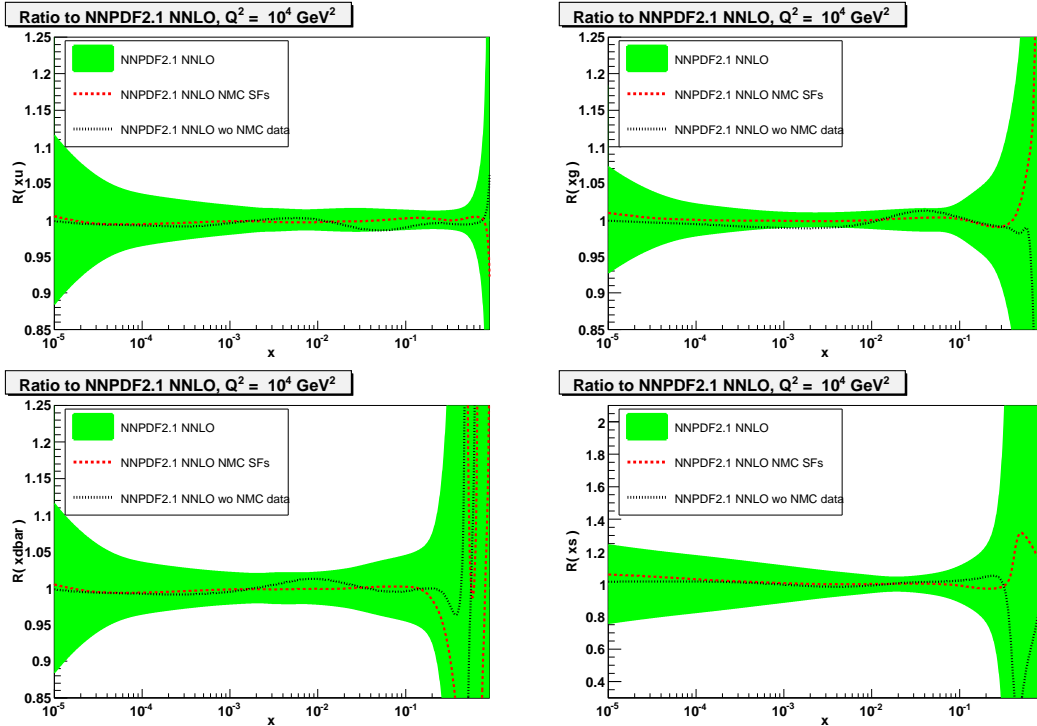 Ratio to NNPDF2.1 NNLO, Q² = 10⁴ GeV²
R( xu )
1.25
1.2
1.15
1.1
1.05
1
0.95
0.9
0.85
NNPDF2.1 NNLO
NNPDF2.1 NNLO NMC SFs
NNPDF2.1 NNLO wo NMC data
10⁻⁵ 10⁻⁴ 10⁻³ 10⁻² 10⁻¹
x
Ratio to NNPDF2.1 NNLO, Q² = 10⁴ GeV²
R( xg )
1.25
1.2
1.15
1.1
1.05
1
0.95
0.9
0.85
NNPDF2.1 NNLO
NNPDF2.1 NNLO NMC SFs
NNPDF2.1 NNLO wo NMC data
10⁻⁵ 10⁻⁴ 10⁻³ 10⁻² 10⁻¹
x
Ratio to NNPDF2.1 NNLO, Q² = 10⁴ GeV²
R( xdbar )
1.25
1.2
1.15
1.1
1.05
1
0.95
0.9
0.85
NNPDF2.1 NNLO
NNPDF2.1 NNLO NMC SFs
NNPDF2.1 NNLO wo NMC data
10⁻⁵ 10⁻⁴ 10⁻³ 10⁻² 10⁻¹
x
Ratio to NNPDF2.1 NNLO, Q² = 10⁴ GeV²
R( xs )
2
1.8
1.6
1.4
1.2
1
0.8
0.6
0.4
NNPDF2.1 NNLO
NNPDF2.1 NNLO NMC SFs
NNPDF2.1 NNLO wo NMC data
10⁻⁵ 10⁻⁴ 10⁻³ 10⁻² 10⁻¹
x